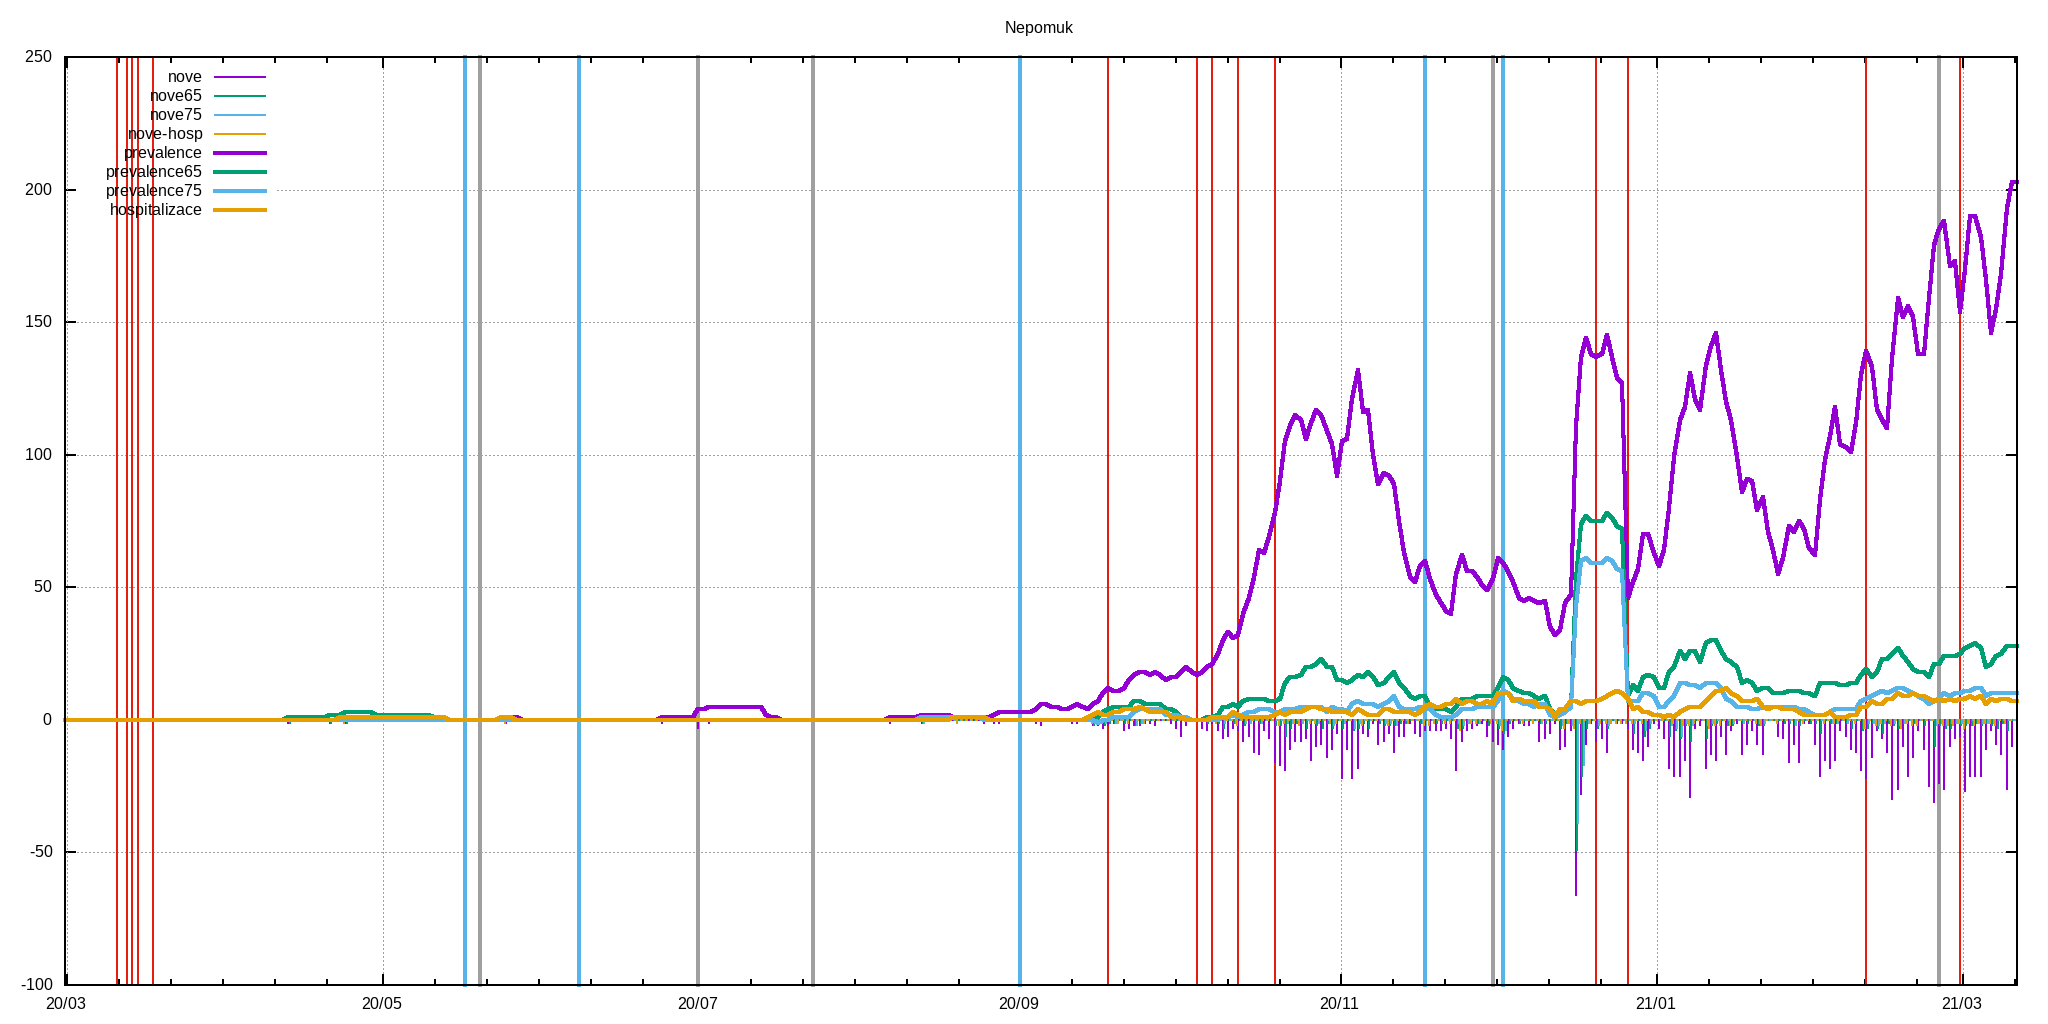 Nepomuk
250
200
150
100
50
0
-50
-100
nove
nove65
nove75
nove-hosp
prevalence
prevalence65
prevalence75
hospitalizace
20/03 20/05 20/07 20/09 20/11 21/01 21/03